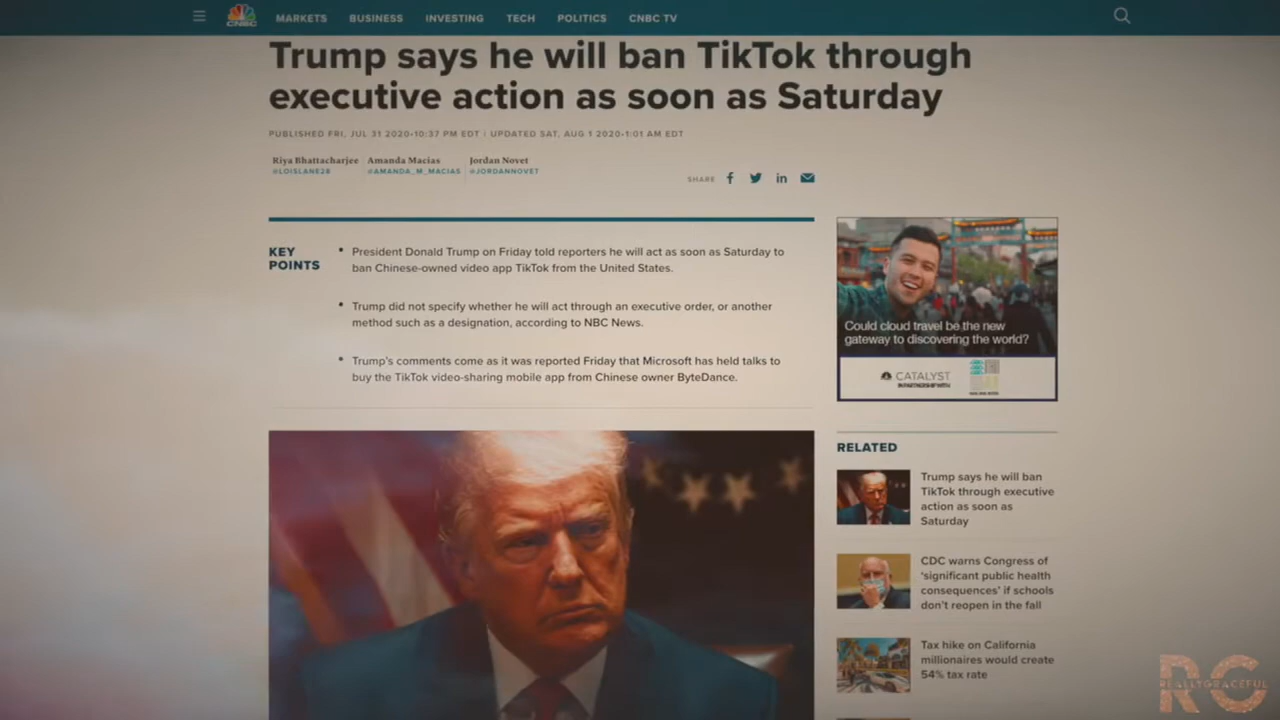 CNBC
MARKETS
BUSINESS
INVESTING
TECH
POLITICS
CNBC TV
Trump says he will ban TikTok through
executive action as soon as Saturday
PUBLISHED FRI, JUL 31 2020•10:37 PM EDT | UPDATED SAT, AUG 1 2020•1:01 AM EDT
Riya Bhattacharjee
@LOISLANE28
Amanda Macias
@AMANDA_M_MACIAS
Jordan Novet
@JORDANNOVET
SHARE
KEY
POINTS
President Donald Trump on Friday told reporters he will act as soon as Saturday to
ban Chinese-owned video app TikTok from the United States.
Trump did not specify whether he will act through an executive order, or another
method such as a designation, according to NBC News.
Trump's comments come as it was reported Friday that Microsoft has held talks to
buy the TikTok video-sharing mobile app from Chinese owner ByteDance.
Could cloud travel be the new
gateway to discovering the world?
CATALYST
IN PARTNERSHIP WITH
RELATED
Trump says he will ban
TikTok through executive
action as soon as
Saturday
CDC warns Congress of
'significant public health
consequences' if schools
don't reopen in the fall
Tax hike on California
millionaires would create
54% tax rate
RG
REALLYGRACEFUL